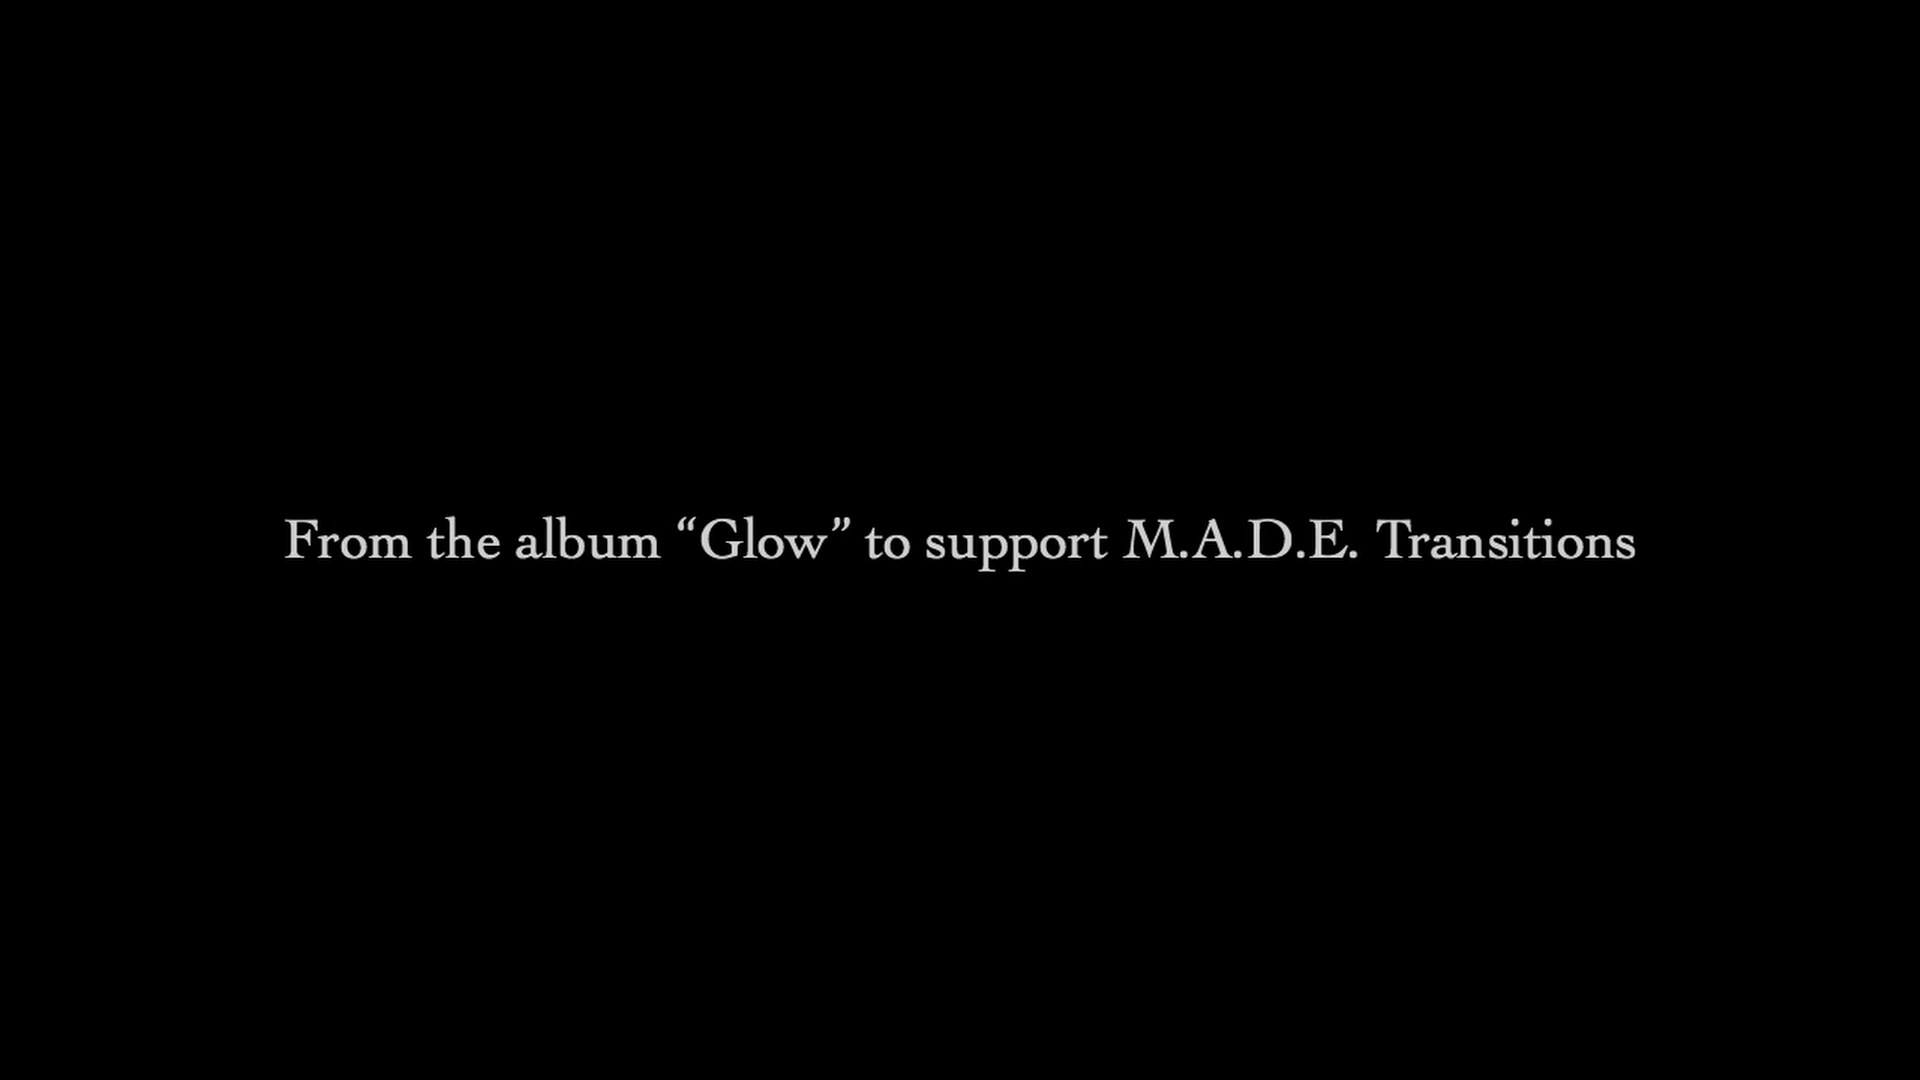 From the album “Glow” to support M.A.D.E. Transitions